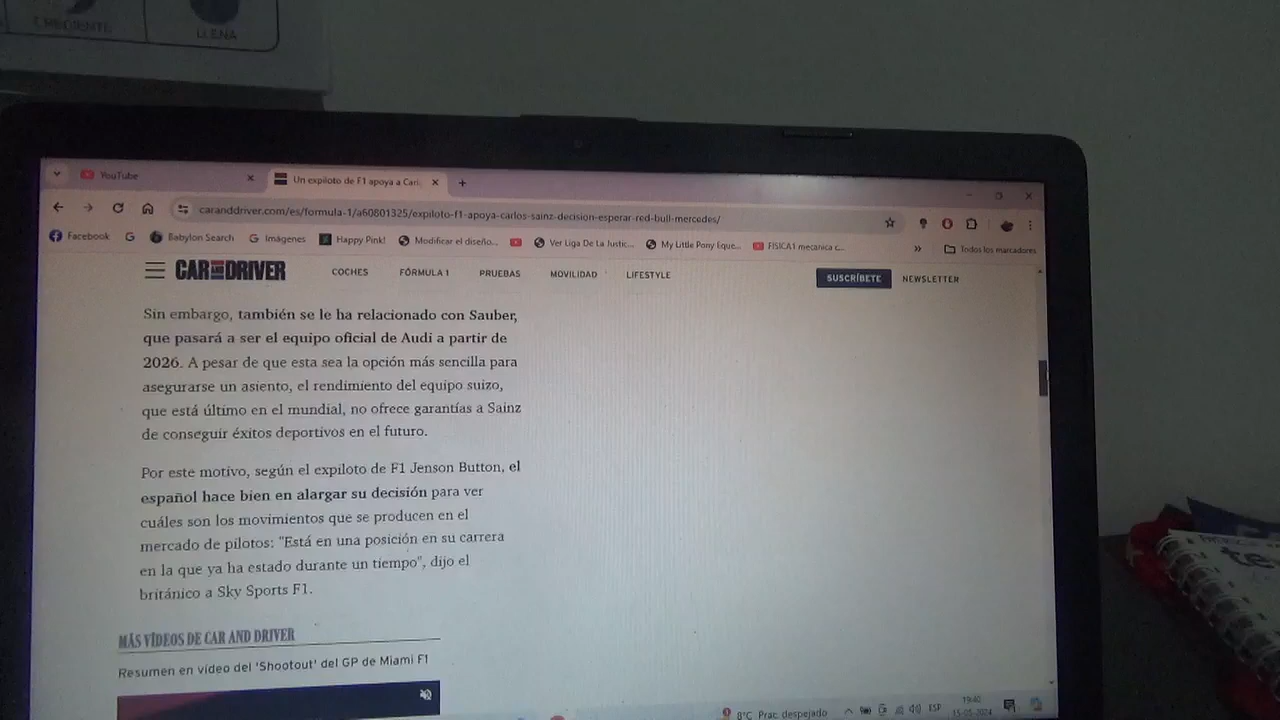 CRECIENTE
LLENA
YouTube
Un expiloto de F1 apoya a Carl
caranddriver.com/es/formula-1/a60801325/expiloto-f1-apoya-carlos-sainz-decision-esperar-red-bull-mercedes/
Facebook
Babylon Search
Imágenes
Happy Pink!
Modificar el diseño...
Ver Liga De La Justic...
My Little Pony Eque...
FISICA1 mecanica c...
»
Todos los marcadores
CAR AND DRIVER
COCHES
FÓRMULA 1
PRUEBAS
MOVILIDAD
LIFESTYLE
SUSCRÍBETE
NEWSLETTER
Sin embargo, también se le ha relacionado con Sauber,
que pasará a ser el equipo oficial de Audi a partir de
2026. A pesar de que esta sea la opción más sencilla para
asegurarse un asiento, el rendimiento del equipo suizo,
que está último en el mundial, no ofrece garantías a Sainz
de conseguir éxitos deportivos en el futuro.
Por este motivo, según el expiloto de F1 Jenson Button, el
español hace bien en alargar su decisión para ver
cuáles son los movimientos que se producen en el
mercado de pilotos: "Está en una posición en su carrera
en la que ya ha estado durante un tiempo", dijo el
británico a Sky Sports F1.
MÁS VÍDEOS DE CAR AND DRIVER
Resumen en vídeo del 'Shootout' del GP de Miami F1
8°C Prac. despejado
ESP
19:40
15-05-2024
te